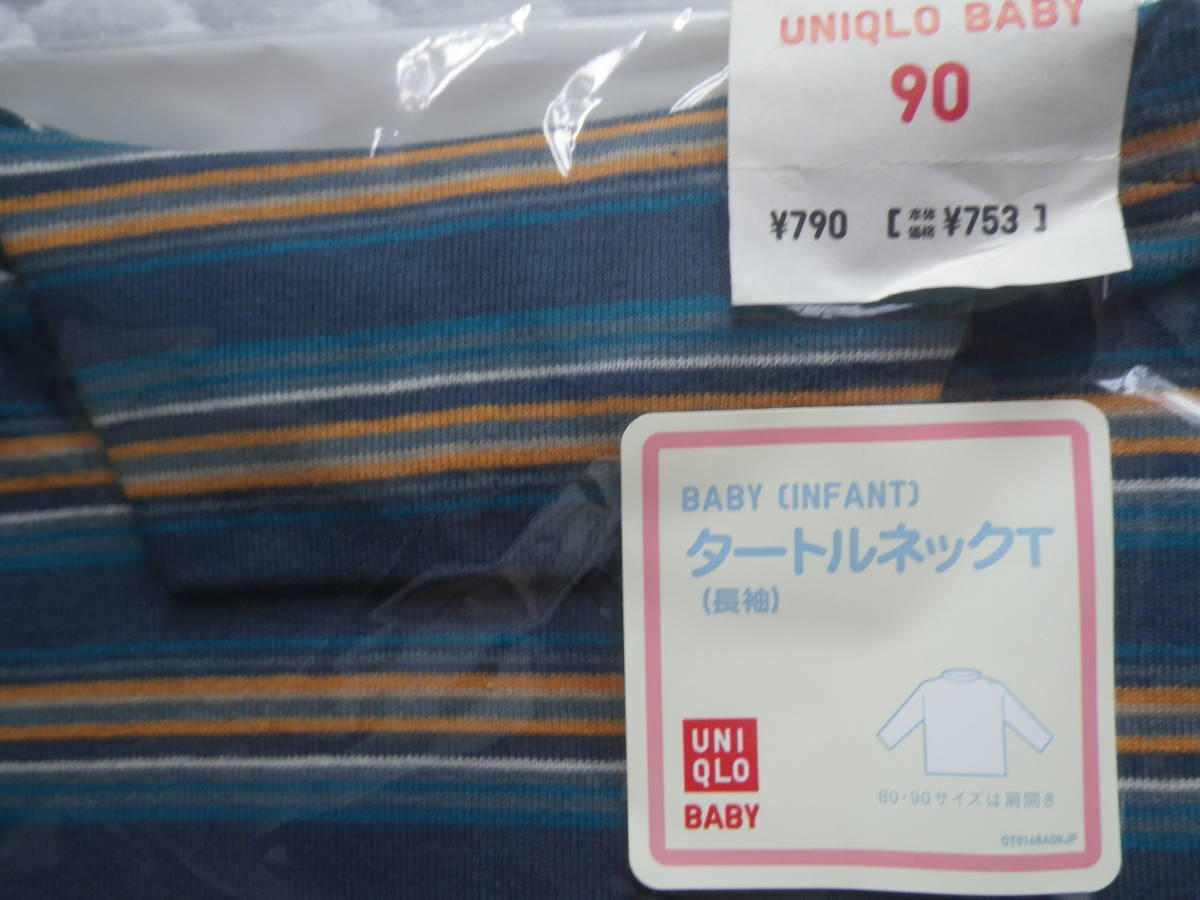 UNIQLO BABY
90
¥790 [本体価格 ¥753]
BABY (INFANT)
タートルネックT
(長袖)
UNI
QLO
BABY
80・90サイズは肩開き